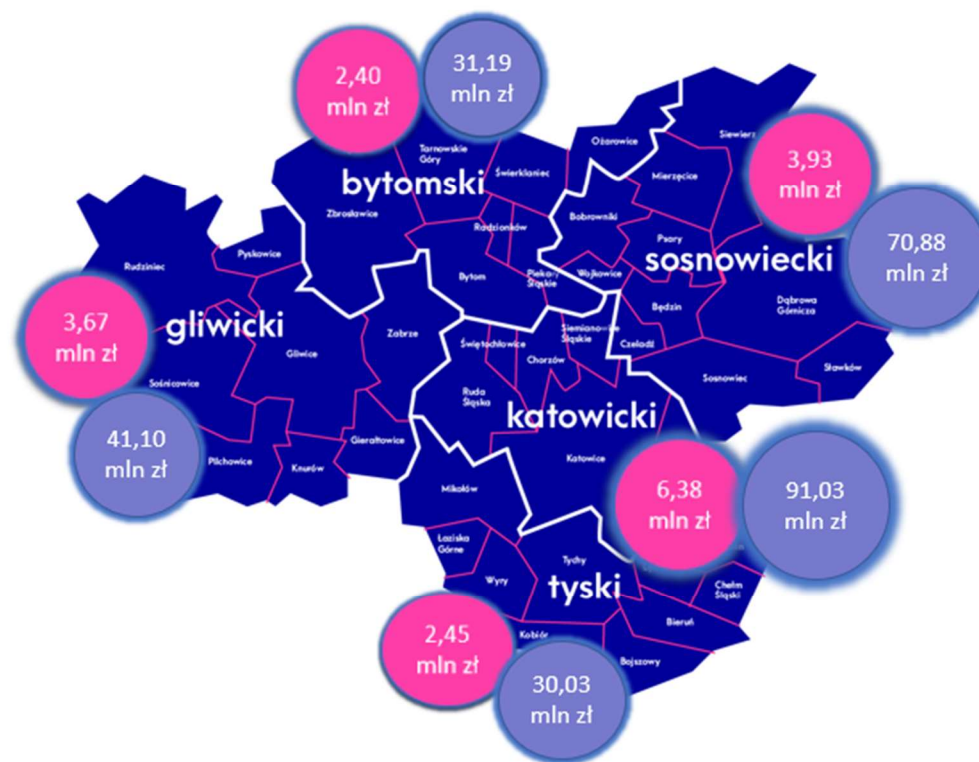 2,40
mln zł
31,19
mln zł
Ożarowice
Siewierz
Tarnowskie
Góry
Świerklaniec
Mierzęcice
3,93
mln zł
bytomski
Zbrosławice
Radzionków
Bobrowniki
Psary
Pyskowice
Rudziniec
Bytom
Piekary
Śląskie
Wojkowice
sosnowiecki
70,88
mln zł
Będzin
Dąbrowa
Górnicza
3,67
mln zł
gliwicki
Zabrze
Gliwice
Świętochłowice
Siemianowice
Śląskie
Chorzów
Czeladź
Sosnowiec
Sławków
Sośnicowice
Ruda
Śląska
katowicki
41,10
mln zł
Pilchowice
Knurów
Gierałtowice
Katowice
Mikołów
6,38
mln zł
91,03
mln zł
Łaziska
Górne
Wyry
Tychy
tyski
Chełm
Śląski
Bieruń
Kobiór
Bojszowy
2,45
mln zł
30,03
mln zł